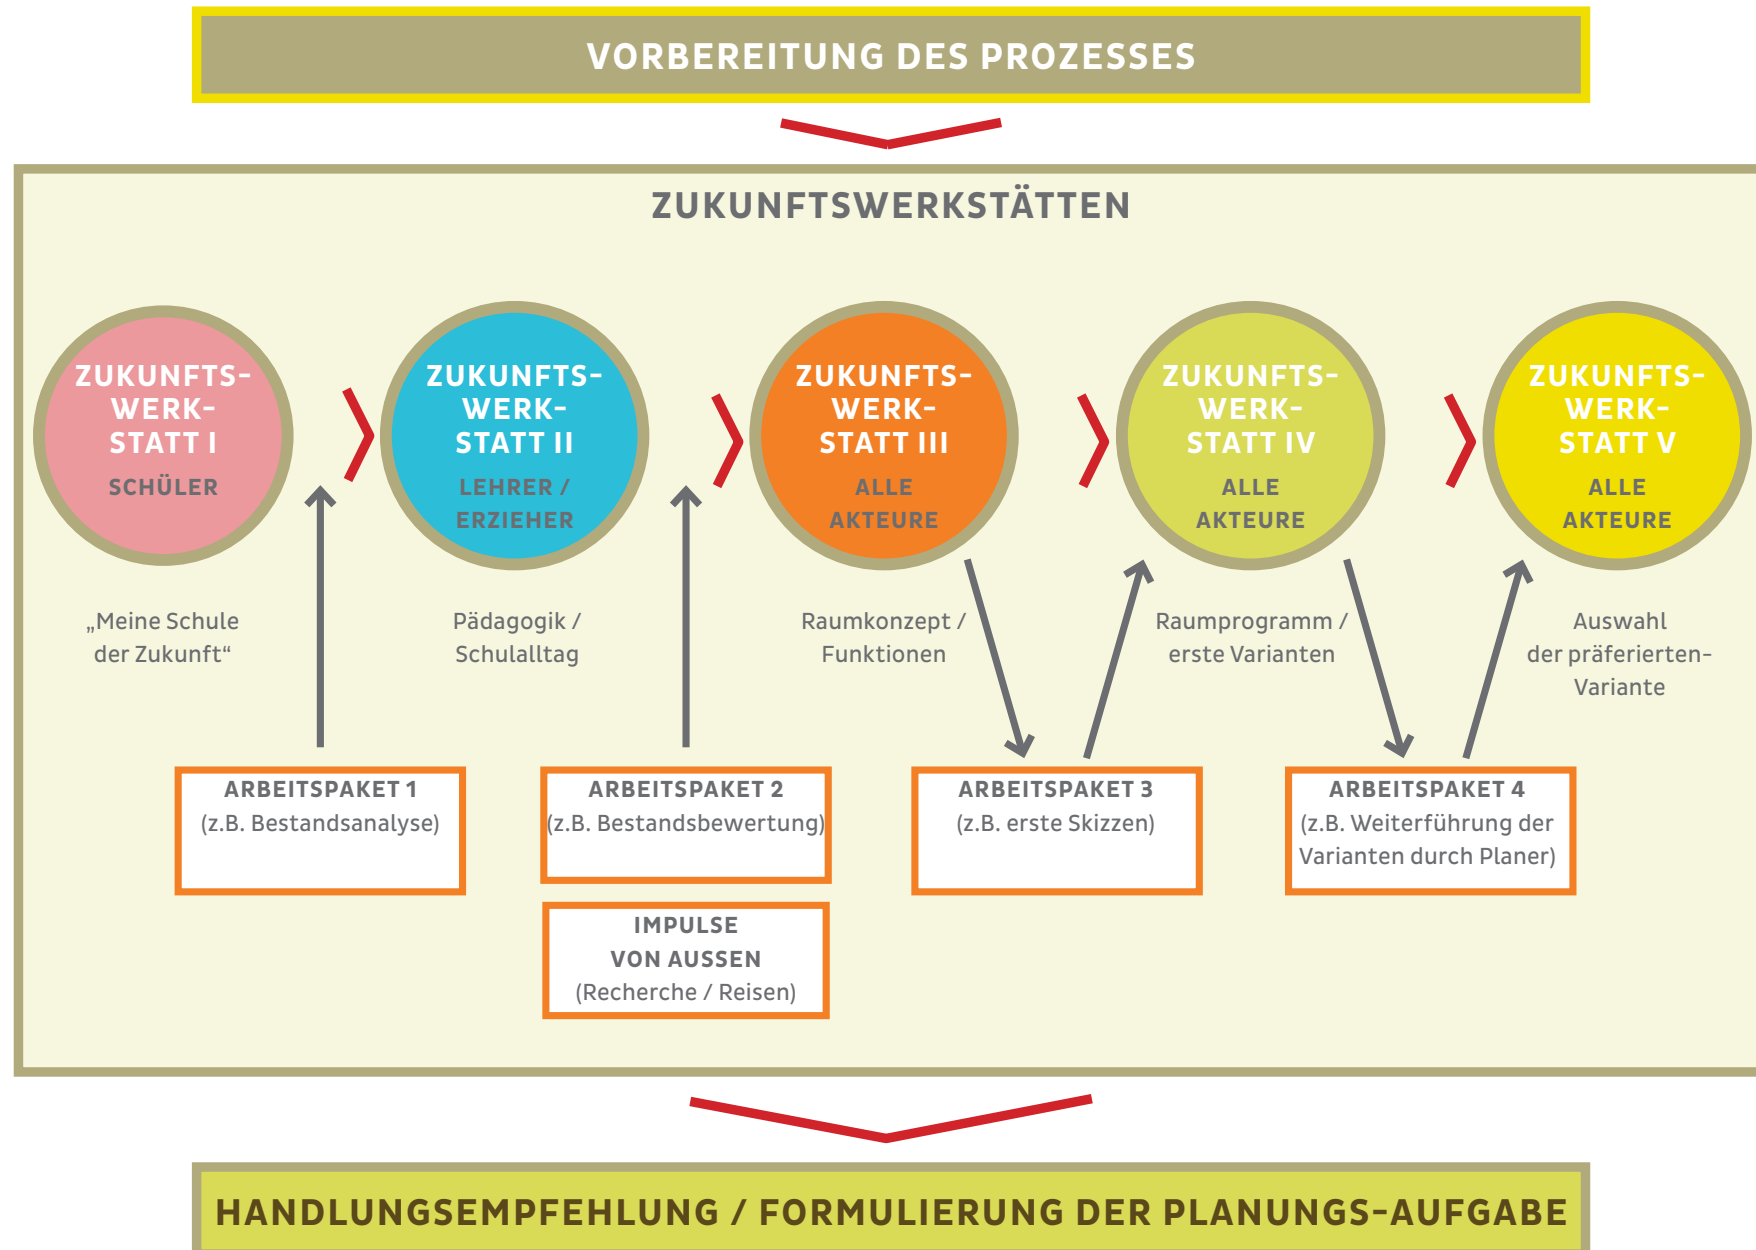 VORBEREITUNG DES PROZESSES
ZUKUNFTSWERKSTÄTTEN
ZUKUNFTS-
WERK-
STATT I
SCHÜLER
„Meine Schule
der Zukunft“
ZUKUNFTS-
WERK-
STATT II
LEHRER /
ERZIEHER
Pädagogik /
Schulalltag
ZUKUNFTS-
WERK-
STATT III
ALLE
AKTEURE
Raumkonzept /
Funktionen
ZUKUNFTS-
WERK-
STATT IV
ALLE
AKTEURE
Raumprogramm /
erste Varianten
ZUKUNFTS-
WERK-
STATT V
ALLE
AKTEURE
Auswahl
der präferierten-
Variante
ARBEITSPAKET 1
(z.B. Bestandsanalyse)
ARBEITSPAKET 2
(z.B. Bestandsbewertung)
IMPULSE
VON AUSSEN
(Recherche / Reisen)
ARBEITSPAKET 3
(z.B. erste Skizzen)
ARBEITSPAKET 4
(z.B. Weiterführung der
Varianten durch Planer)
HANDLUNGSEMPFEHLUNG / FORMULIERUNG DER PLANUNGS-AUFGABE